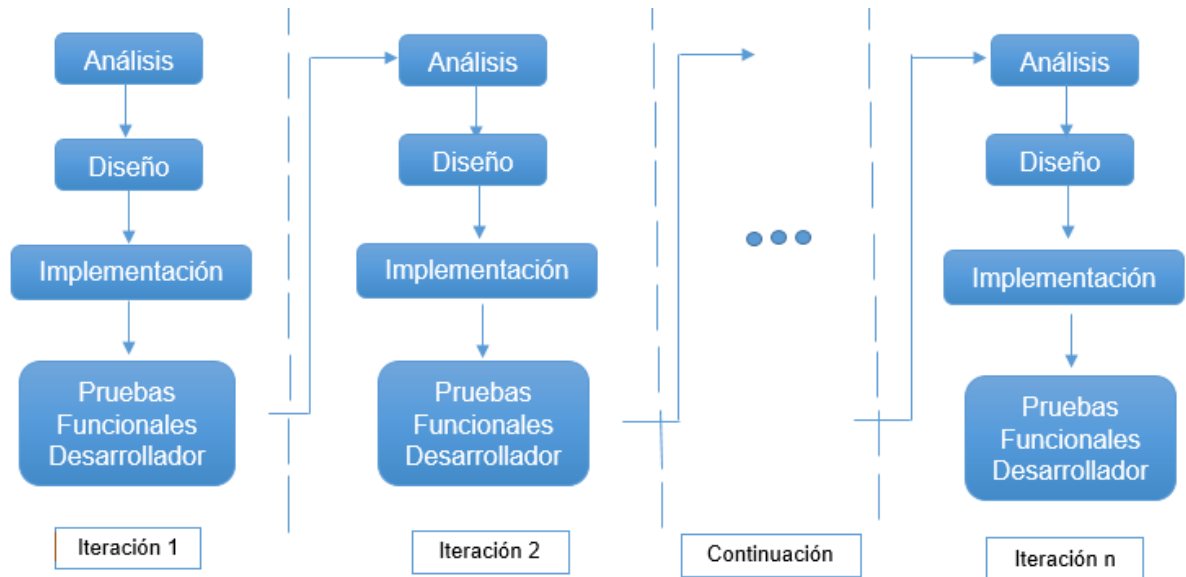 Análisis
Diseño
Implementación
Pruebas
Funcionales
Desarrollador
Iteración 1
Análisis
Diseño
Implementación
Pruebas
Funcionales
Desarrollador
Iteración 2
Continuación
Análisis
Diseño
Implementación
Pruebas
Funcionales
Desarrollador
Iteración n